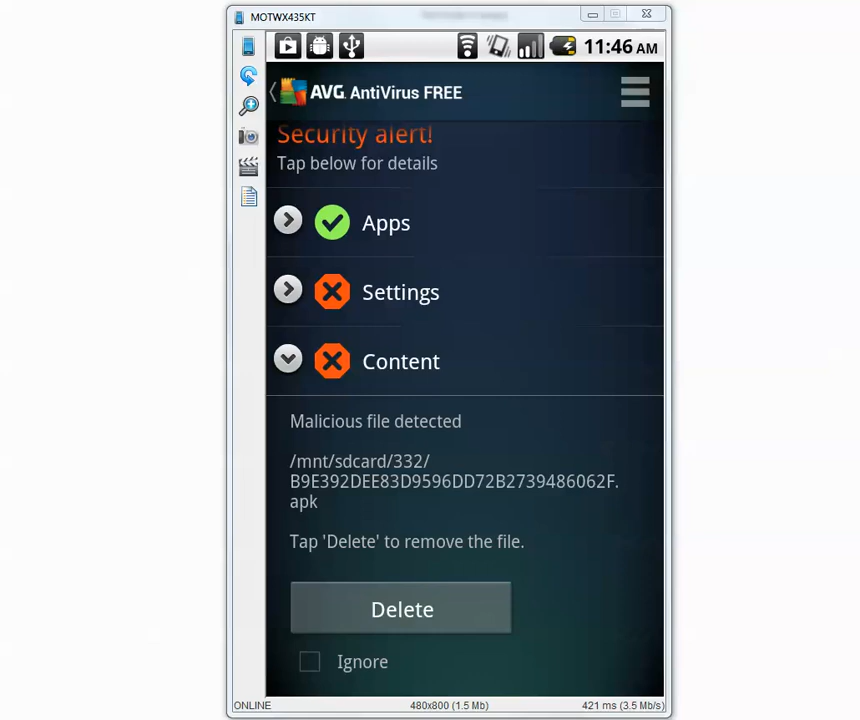 MOTWX435KT
11:46 AM
AVG. AntiVirus FREE
Security alert!
Tap below for details
Apps
Settings
Content
Malicious file detected
/mnt/sdcard/332/
B9E392DEE83D9596DD72B2739486062F.
apk
Tap 'Delete' to remove the file.
Delete
Ignore
ONLINE 480x800 (1.5 Mb) 421 ms (3.5 Mb/s)